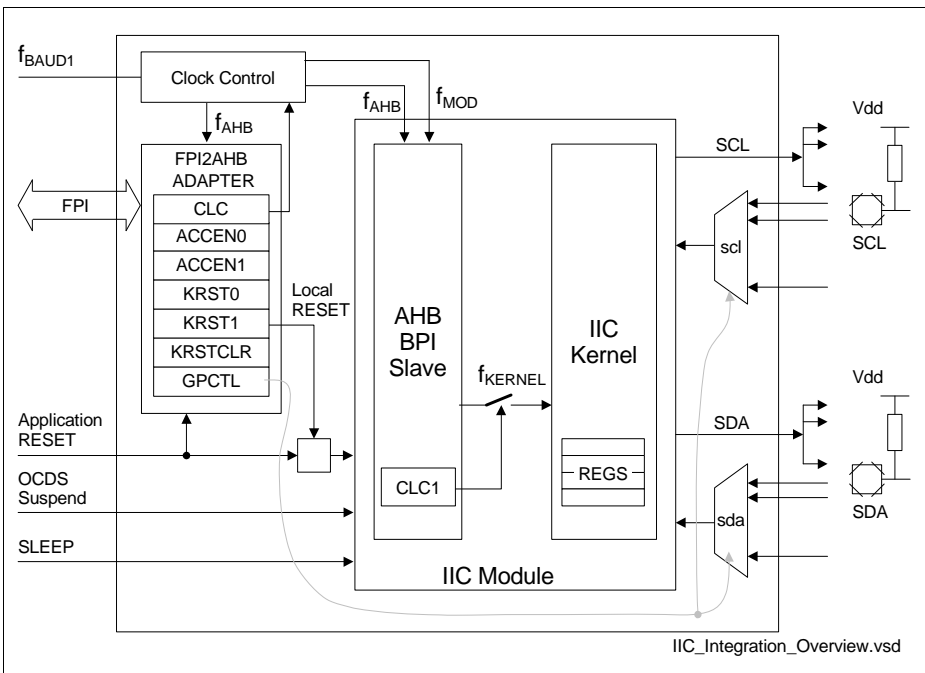 fBAUD1
Clock Control
fAHB
fAHB
fMOD
FPI2AHB
ADAPTER
FPI
CLC
ACCEN0
ACCEN1
KRST0
KRST1
KRSTCLR
GPCTL
Local
RESET
Application
RESET
OCDS
Suspend
SLEEP
AHB
BPI
Slave
CLC1
fKERNEL
IIC
Kernel
REGS
IIC Module
SCL
scl
Vdd
SCL
SDA
sda
Vdd
SDA
IIC_Integration_Overview.vsd